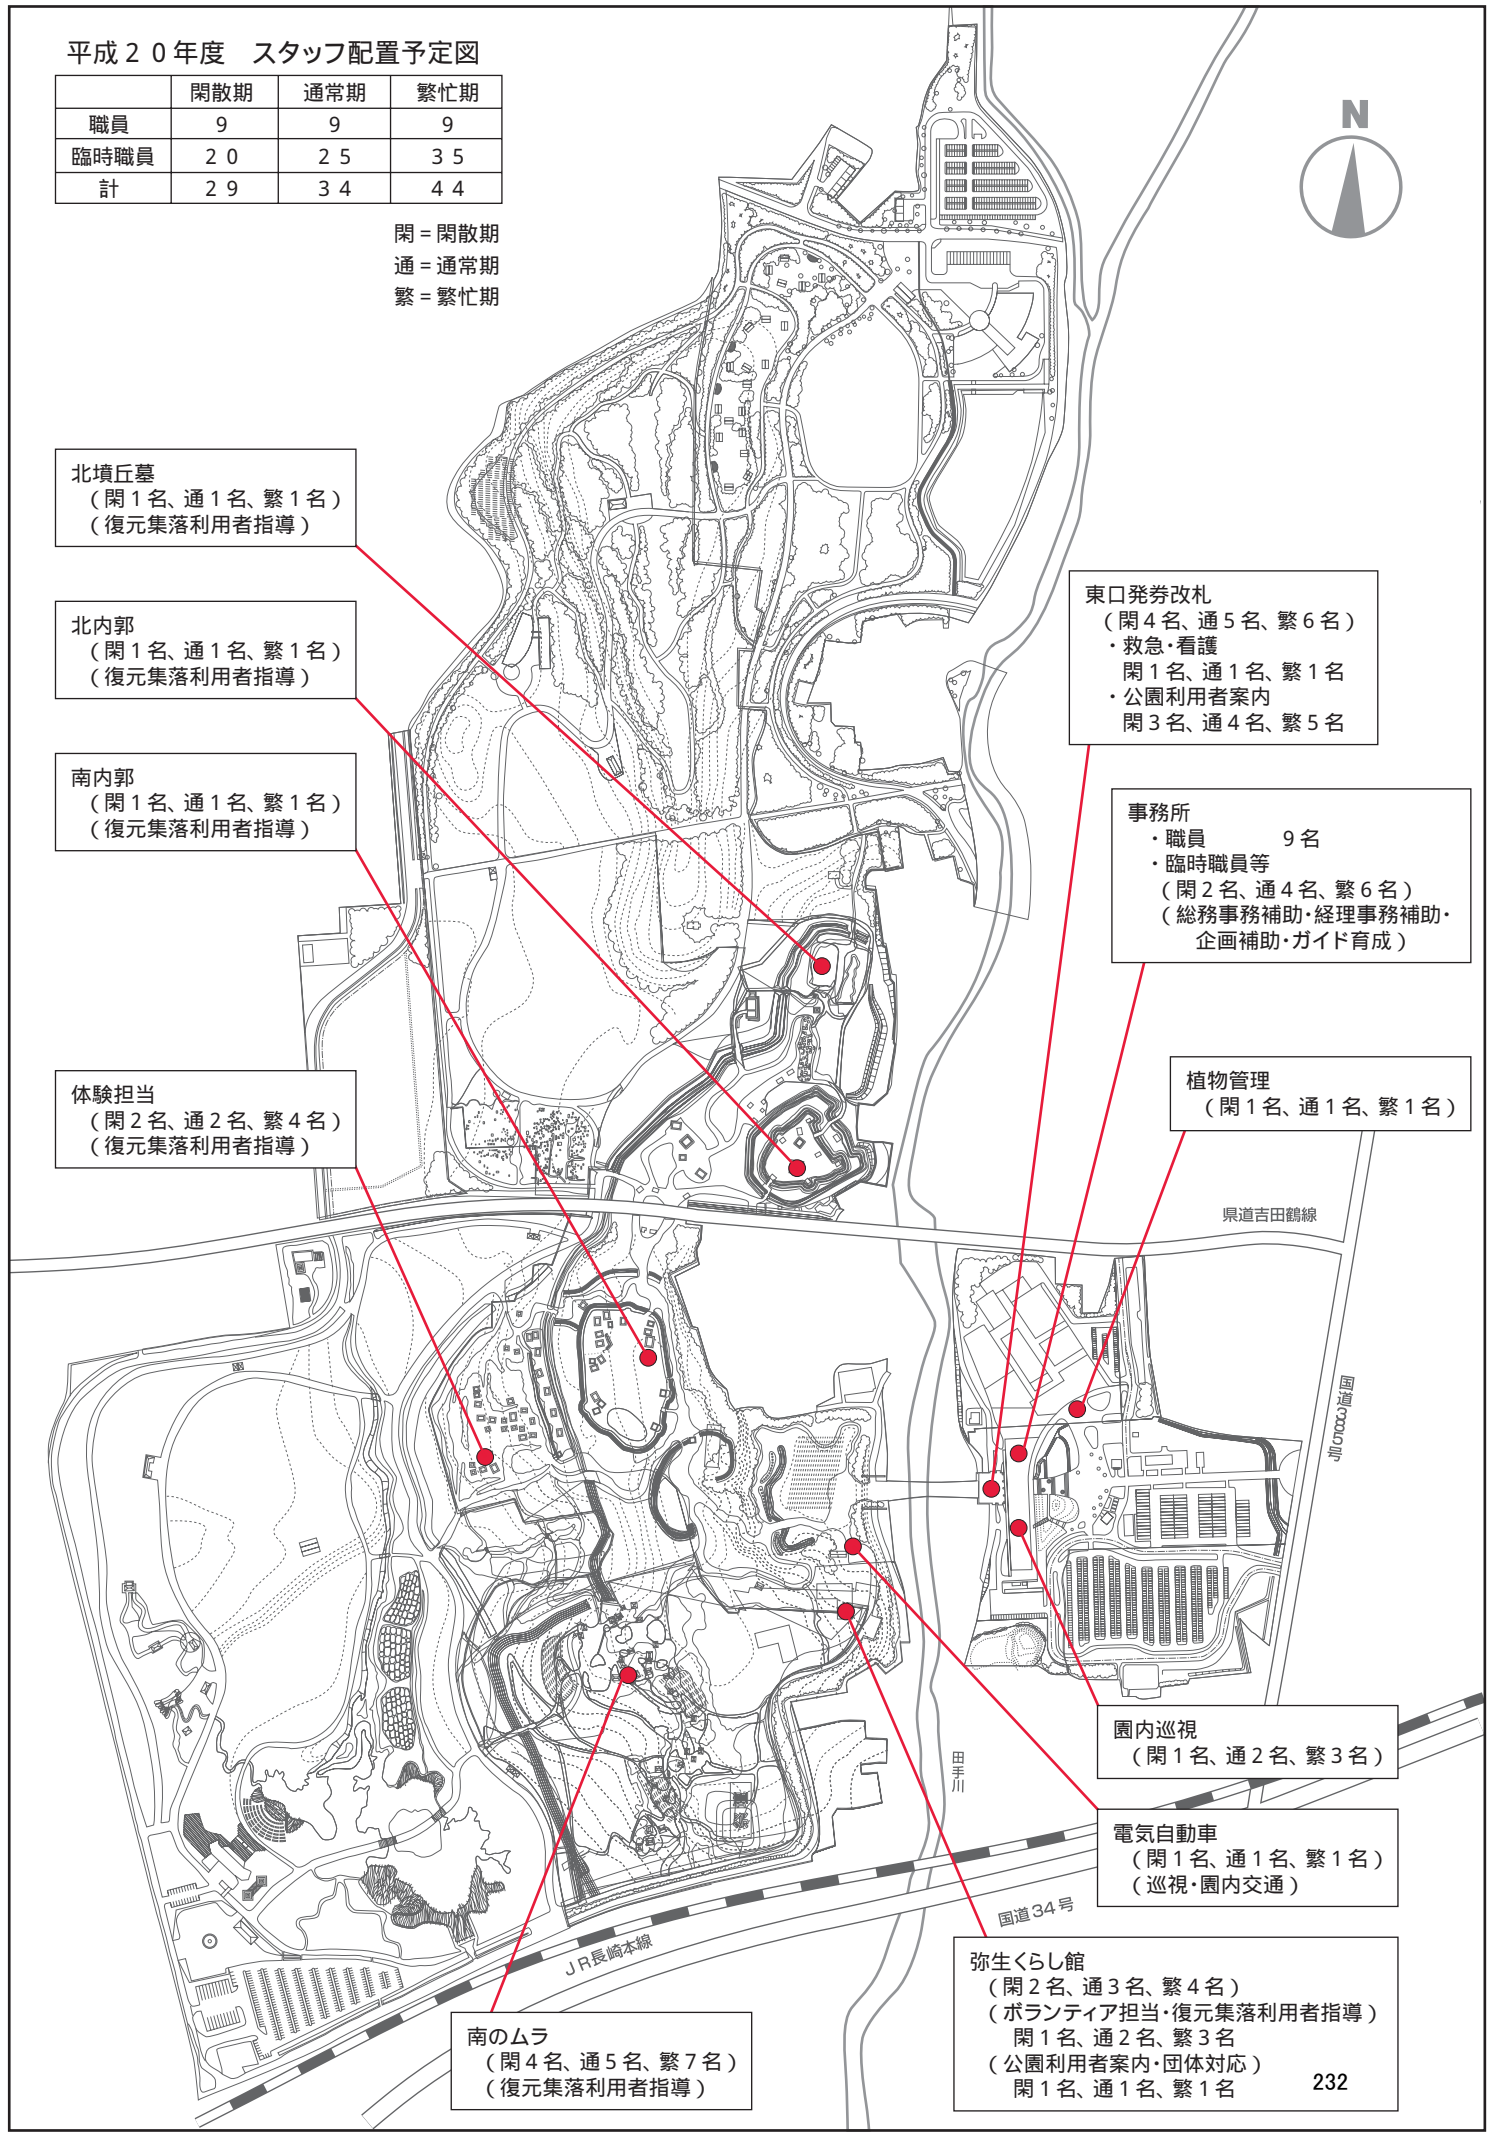 平成20年度 スタッフ配置予定図
閑散期 通常期 繁忙期
職員 9 9 9
臨時職員 20 25 35
計 29 34 44
閑=閑散期
通=通常期
繁=繁忙期
N
北墳丘墓
(閑1名、通1名、繁1名)
(復元集落利用者指導)
北内郭
(閑1名、通1名、繁1名)
(復元集落利用者指導)
南内郭
(閑1名、通1名、繁1名)
(復元集落利用者指導)
体験担当
(閑2名、通2名、繁4名)
(復元集落利用者指導)
東口発券改札
(閑4名、通5名、繁6名)
・救急・看護
閑1名、通1名、繁1名
・公園利用者案内
閑3名、通4名、繁5名
事務所
・職員 9名
・臨時職員等
(閑2名、通4名、繁6名)
(総務事務補助・経理事務補助・
企画補助・ガイド育成)
植物管理
(閑1名、通1名、繁1名)
県道吉田鶴線
国道385号
園内巡視
(閑1名、通2名、繁3名)
田手川
電気自動車
(閑1名、通1名、繁1名)
(巡視・園内交通)
国道34号
JR長崎本線
弥生くらし館
(閑2名、通3名、繁4名)
(ボランティア担当・復元集落利用者指導)
閑1名、通2名、繁3名
(公園利用者案内・団体対応)
閑1名、通1名、繁1名
南のムラ
(閑4名、通5名、繁7名)
(復元集落利用者指導)
232